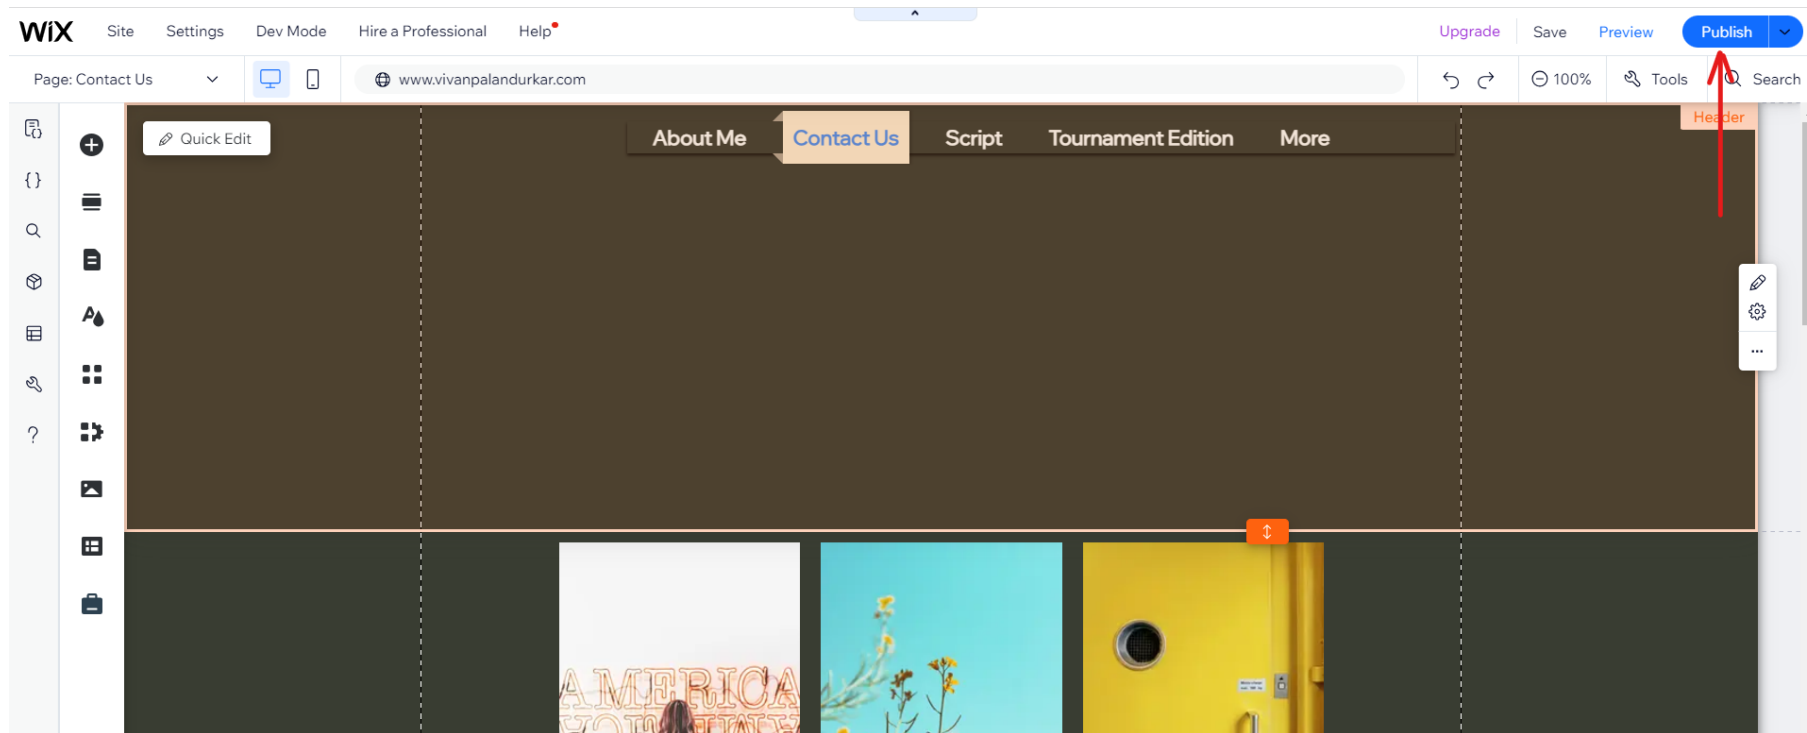 WiX Site Settings Dev Mode Hire a Professional Help Upgrade Save Preview Publish
Page: Contact Us www.vivanpalandurkar.com 100% Tools Search
Header
Quick Edit About Me Contact Us Script Tournament Edition More
AMERICA